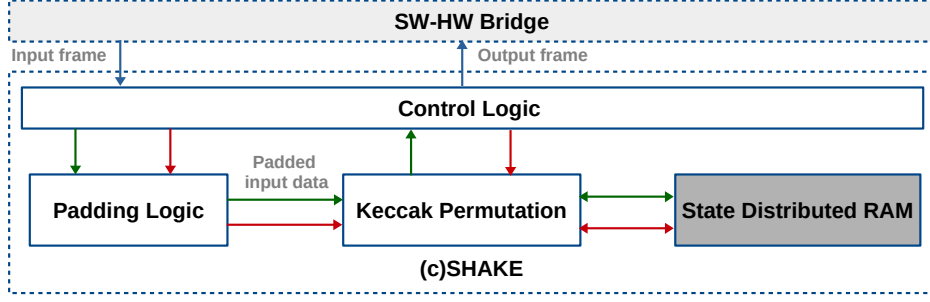 SW-HW Bridge
Input frame
Output frame
Control Logic
Padded
input data
Padding Logic
Keccak Permutation
State Distributed RAM
(c)SHAKE